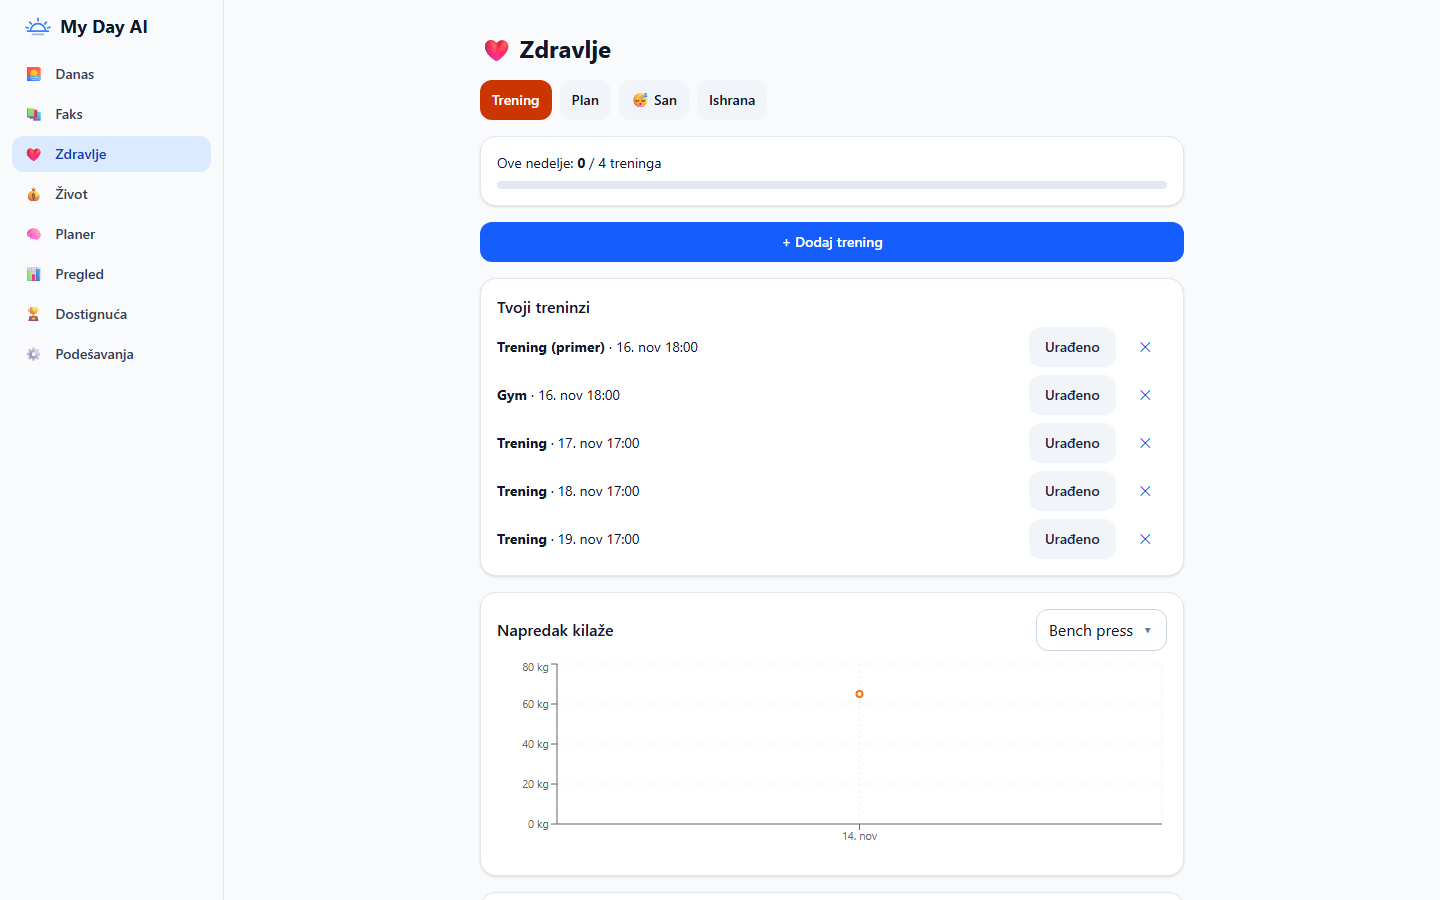 My Day AI
Danas
Faks
Zdravlje
Život
Planer
Pregled
Dostignuća
Podešavanja
Zdravlje
Trening
Plan
San
Ishrana
Ove nedelje: 0 / 4 treninga
+ Dodaj trening
Tvoji treninzi
Trening (primer) · 16. nov 18:00 Urađeno
Gym · 16. nov 18:00 Urađeno
Trening · 17. nov 17:00 Urađeno
Trening · 18. nov 17:00 Urađeno
Trening · 19. nov 17:00 Urađeno
Napredak kilaže
Bench press
80 kg
60 kg
40 kg
20 kg
0 kg
14. nov